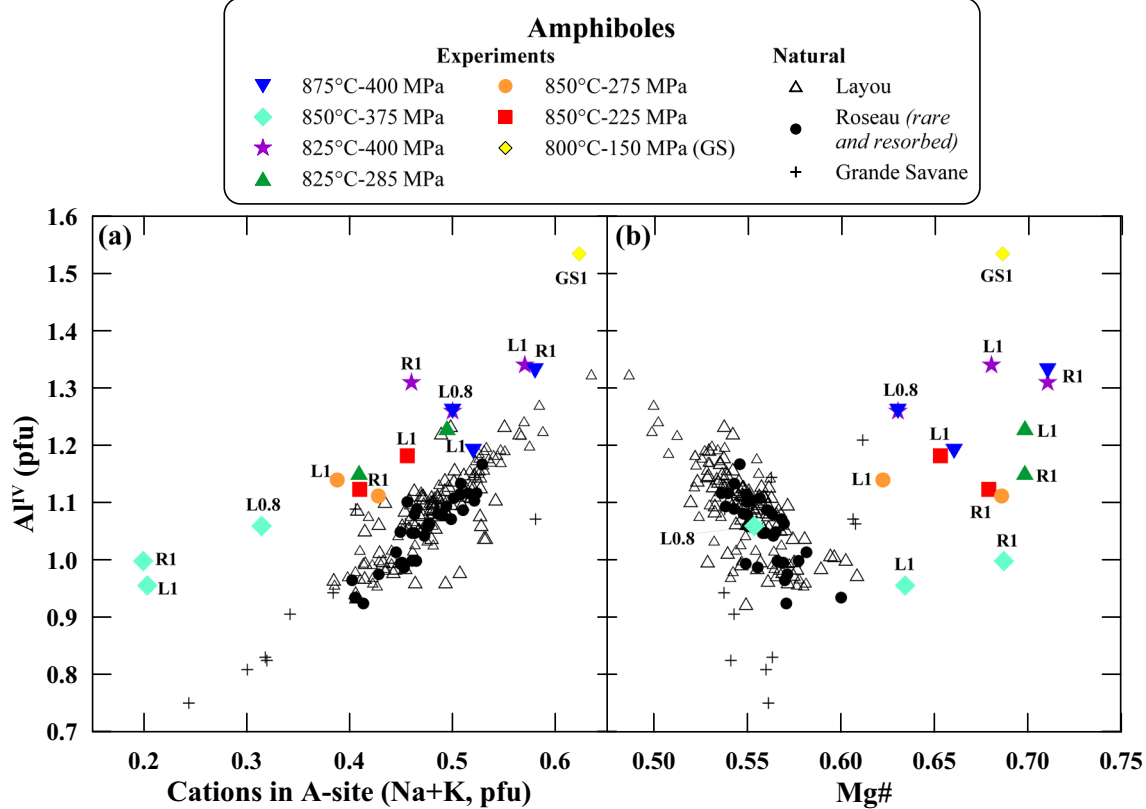 Amphiboles
Experiments
Natural
875°C-400 MPa
850°C-375 MPa
825°C-400 MPa
825°C-285 MPa
850°C-275 MPa
850°C-225 MPa
800°C-150 MPa (GS)
Layou
Roseau (rare
and resorbed)
Grande Savane
Al^IV (pfu)
1.6
1.5
1.4
1.3
1.2
1.1
1.0
0.9
0.8
0.7
(a)
GS1
L1
R1
R1
L0.8
L1
L1
L1
R1
L0.8
R1
L1
0.2
0.3
0.4
0.5
0.6
Cations in A-site (Na+K, pfu)
(b)
GS1
L1
R1
L0.8
L1
L1
L1
R1
R1
L0.8
R1
L1
0.50
0.55
0.60
0.65
0.70
0.75
Mg#